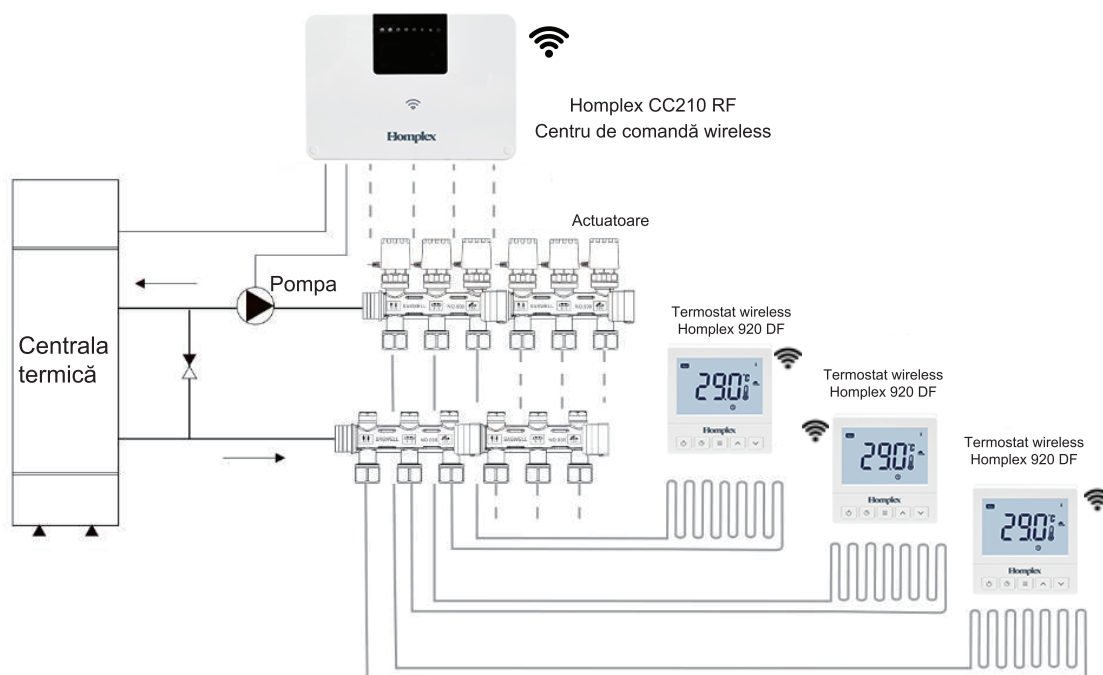 Homplex
Homplex CC210 RF
Centru de comandă wireless
Actuatoare
Pompa
Centrala
termică
BASWELL
Termostat wireless
Homplex 920 DF
29.0 °C
Homplex
Termostat wireless
Homplex 920 DF
29.0 °C
Homplex
Termostat wireless
Homplex 920 DF
29.0 °C
Homplex